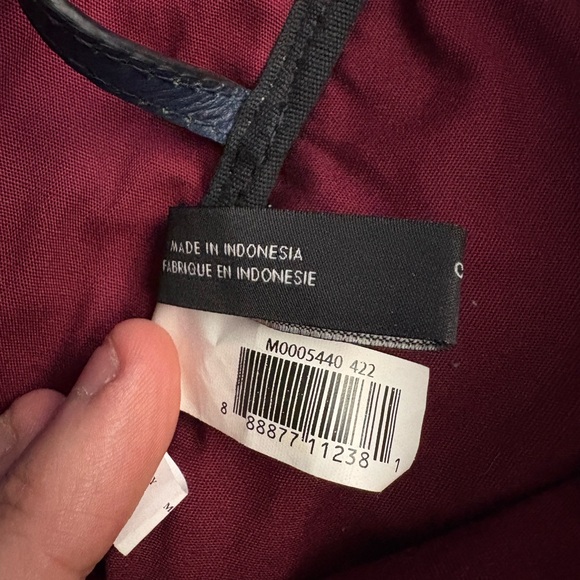 MADE IN INDONESIA
FABRIQUE EN INDONESIE
M0005440 422
8 88877 11238 1